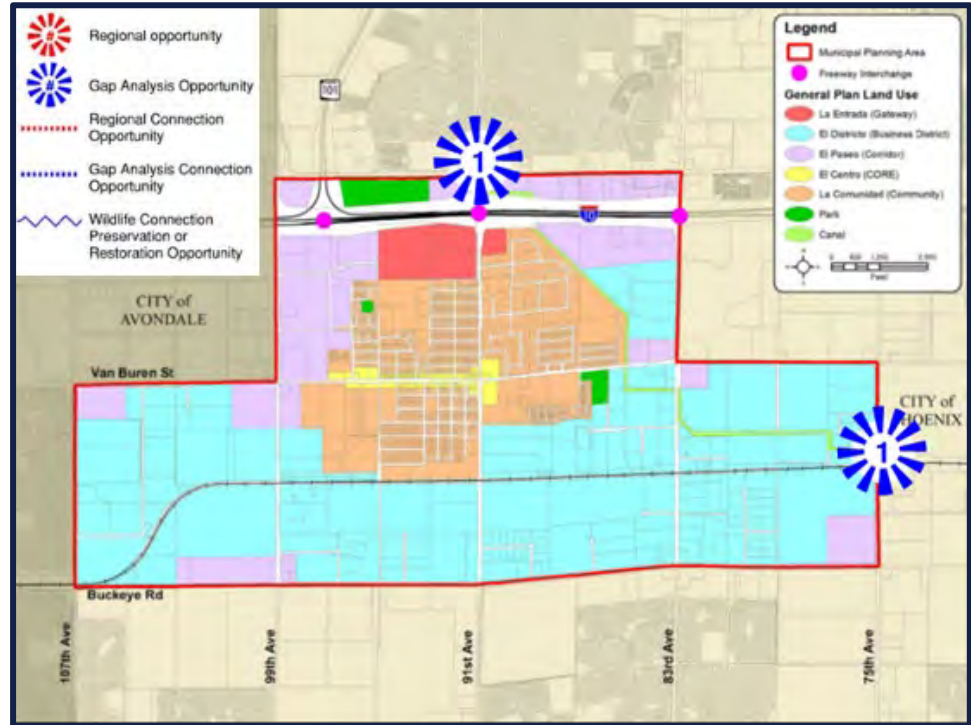 #
Regional opportunity
#
Gap Analysis Opportunity
Regional Connection
Opportunity
Gap Analysis Connection
Opportunity
Wildlife Connection
Preservation or
Restoration Opportunity
Legend
Municipal Planning Area
Freeway Interchange
General Plan Land Use
La Entrada (Gateway)
El Districto (Business District)
El Paseo (Corridor)
El Centro (CORE)
La Comunidad (Community)
Park
Canal
Feet
101
1
10
CITY of
AVONDALE
Van Buren St
CITY of
HOENIX
1
Buckeye Rd
107th Ave
99th Ave
91st Ave
83rd Ave
75th Ave